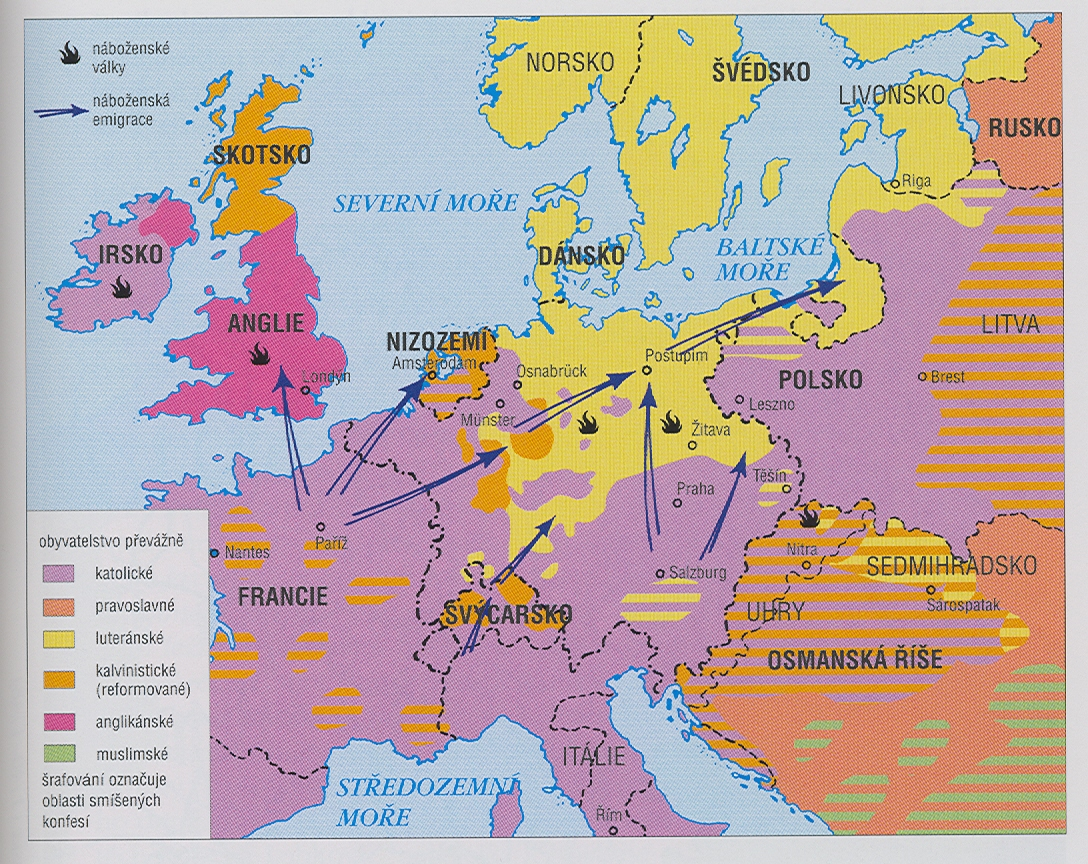 náboženské
války
náboženská
emigrace
NORSKO
ŠVÉDSKO
LIVONSKO
RUSKO
SKOTSKO
Riga
SEVERNÍ MOŘE
IRSKO
DÁNSKO
BALTSKÉ
MOŘE
ANGLIE
LITVA
NIZOZEMÍ
Amsterodam
Postupim
Londýn
Osnabrück
POLSKO
Brest
Leszno
Münster
Žitava
Těšín
Praha
Paříž
Nantes
Nitra
SEDMIHRADSKO
Salzburg
FRANCIE
ŠVÝCARSKO
UHRY
Sárospatak
OSMANSKÁ ŘÍŠE
ITÁLIE
STŘEDOZEMNÍ
MOŘE
Řím
obyvatelstvo převážně
katolické
pravoslavné
luteránské
kalvinistické
(reformované)
anglikánské
muslimské
šrafování označuje
oblasti smíšených
konfesí